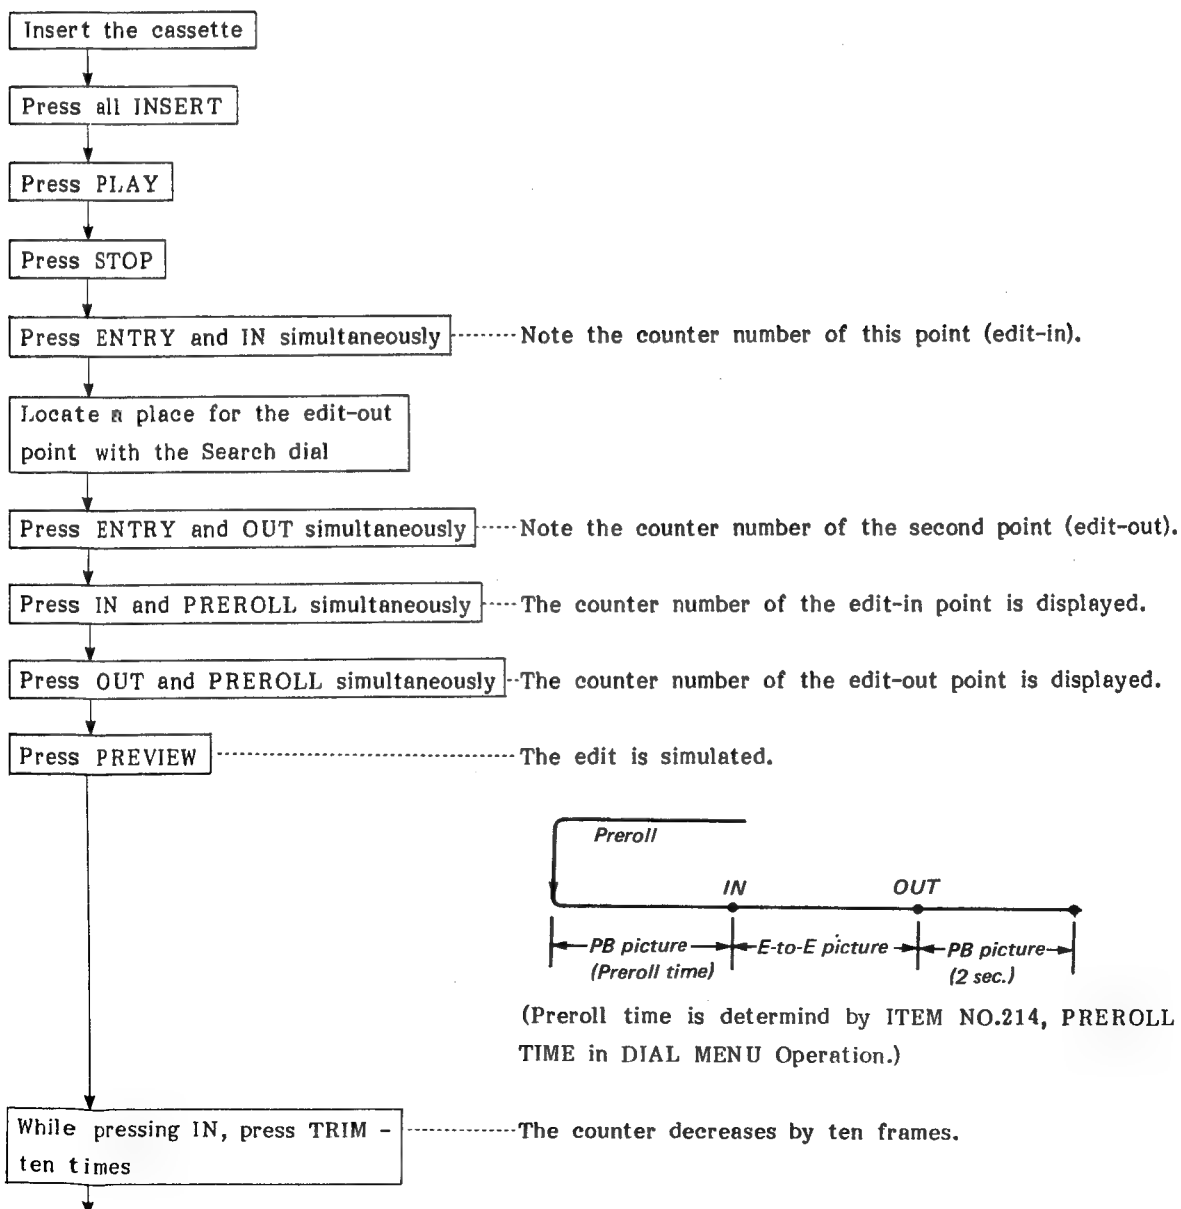 Insert the cassette
Press all INSERT
Press PLAY
Press STOP
Press ENTRY and IN simultaneously Note the counter number of this point (edit-in).
Locate a place for the edit-out
point with the Search dial
Press ENTRY and OUT simultaneously Note the counter number of the second point (edit-out).
Press IN and PREROLL simultaneously The counter number of the edit-in point is displayed.
Press OUT and PREROLL simultaneously The counter number of the edit-out point is displayed.
Press PREVIEW The edit is simulated.
Preroll
IN OUT
PB picture E-to-E picture PB picture
(Preroll time) (2 sec.)
(Preroll time is determind by ITEM NO.214, PREROLL
TIME in DIAL MENU Operation.)
While pressing IN, press TRIM - The counter decreases by ten frames.
ten times